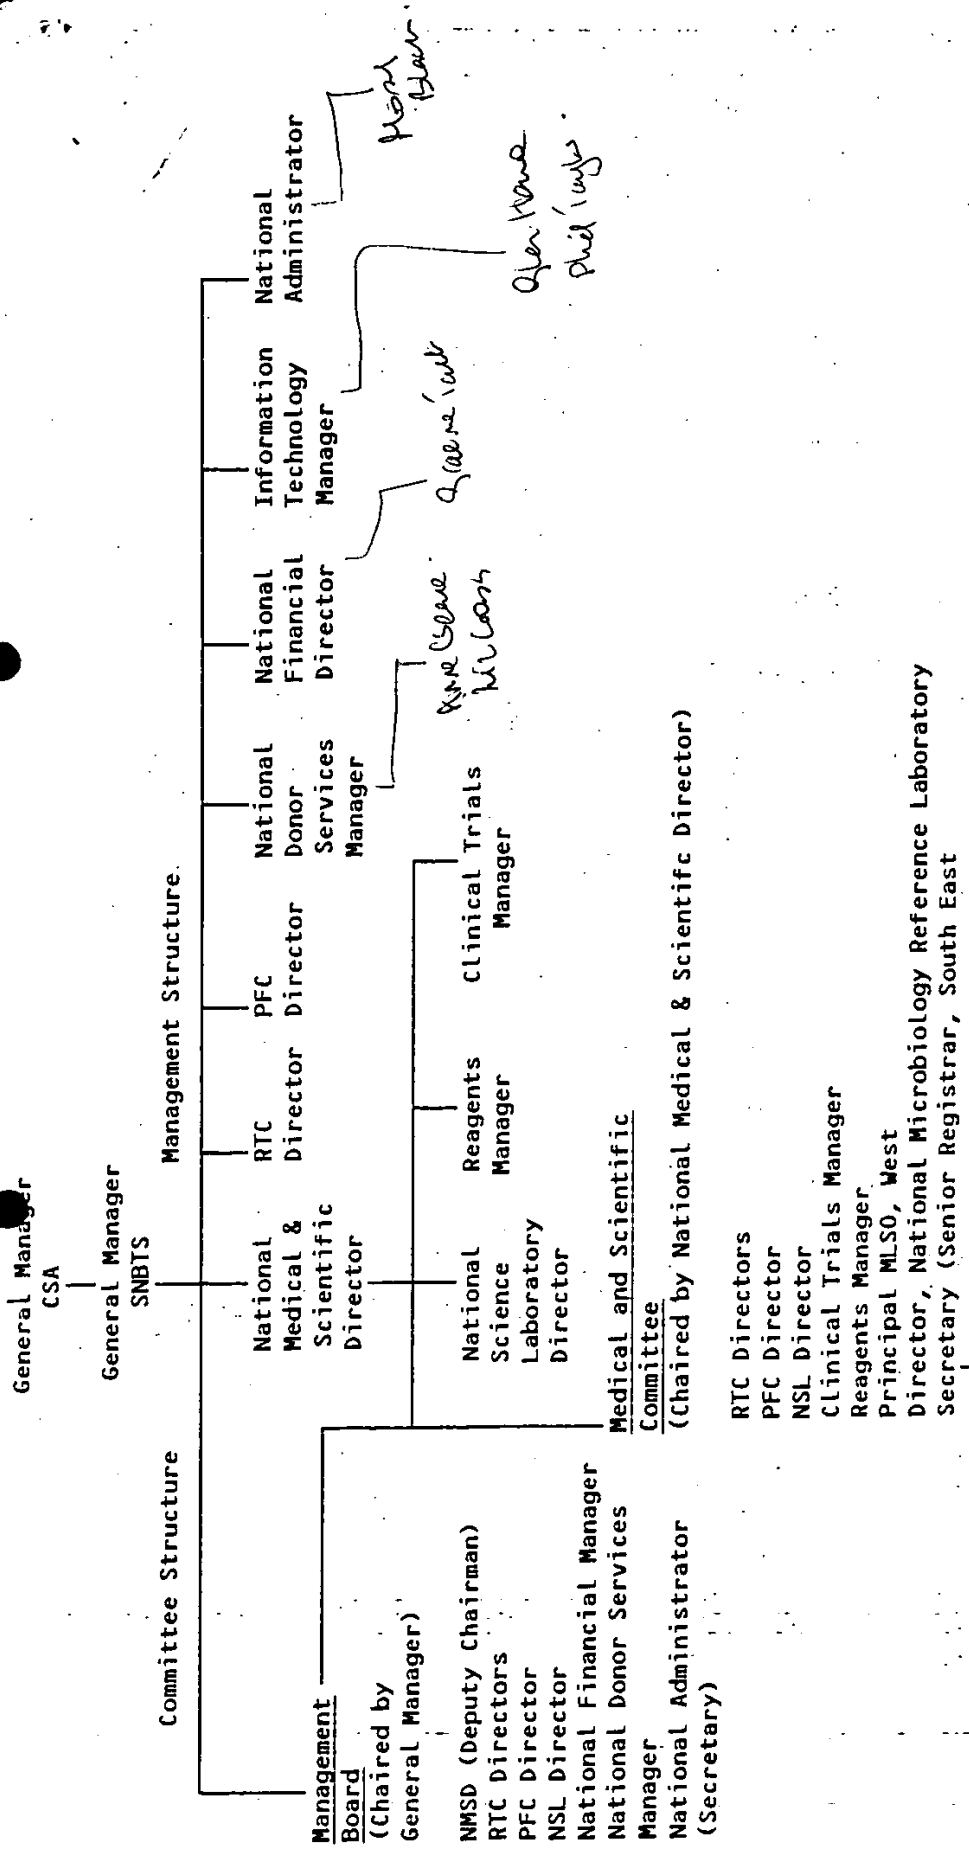 General Manager
CSA
General Manager
SNBTS
Committee Structure
Management Structure.
National
Medical &
Scientific
Director
RTC
Director
PFC
Director
National
Donor
Services
Manager
National
Financial
Director
Information
Technology
Manager
National
Administrator
Management
Board
(Chaired by
General Manager)
NMSD (Deputy Chairman)
RTC Directors
PFC Director
NSL Director
National Financial Manager
National Donor Services
Manager
National Administrator
(Secretary)
National
Science
Laboratory
Director
Reagents
Manager
Clinical Trials
Manager
Medical and Scientific
Committee
(Chaired by National Medical & Scientifc Director)
RTC Directors
PFC Director
NSL Director
Clinical Trials Manager
Reagents Manager
Principal MLSO, West
Director, National Microbiology Reference Laboratory
Secretary (Senior Registrar, South East
Phil